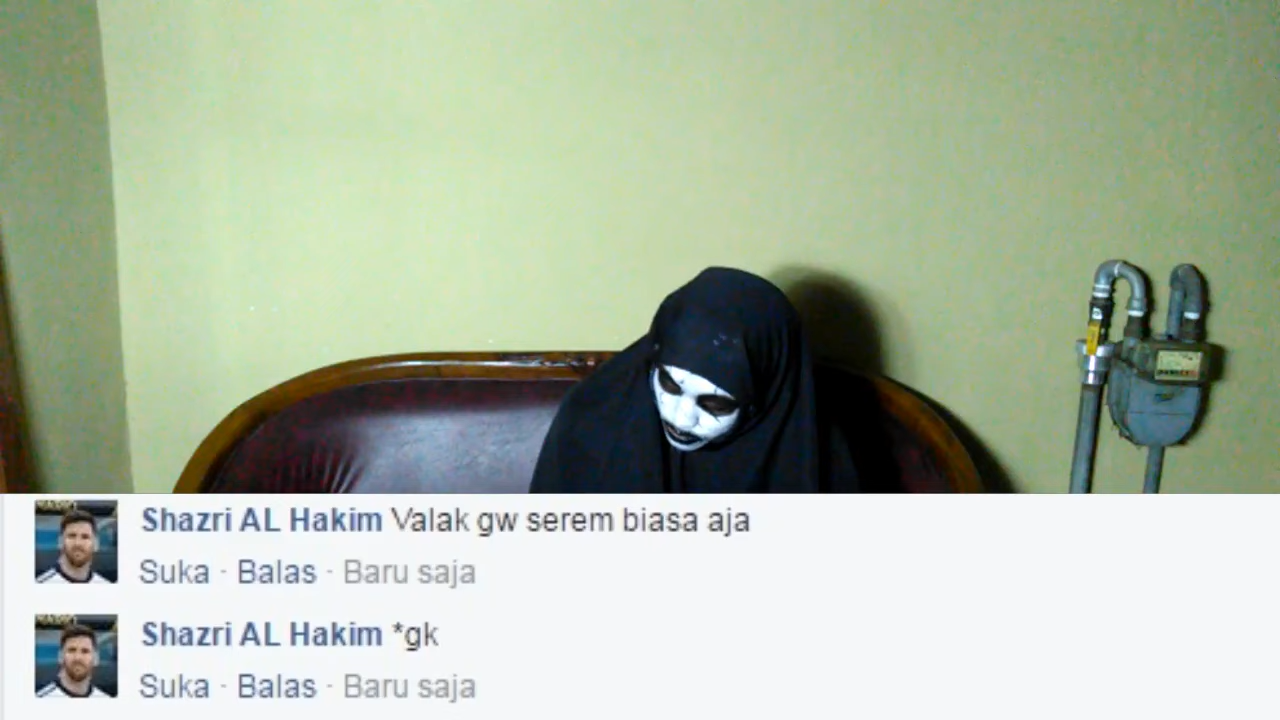 Shazri AL Hakim Valak gw serem biasa aja
Suka · Balas · Baru saja
Shazri AL Hakim *gk
Suka · Balas · Baru saja